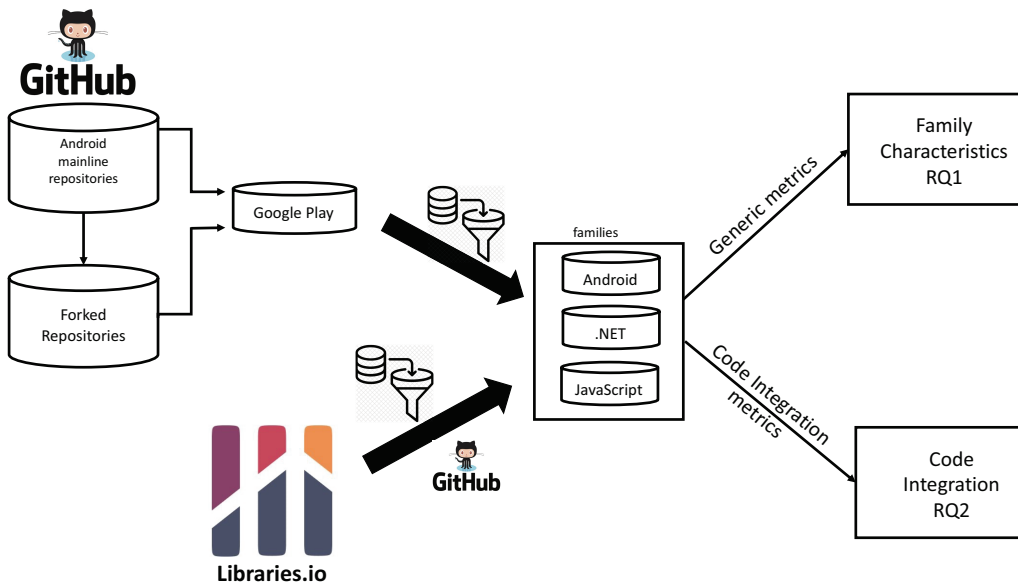 GitHub
Android
mainline
repositories
Forked
Repositories
Google Play
Libraries.io
GitHub
families
Android
.NET
JavaScript
Generic metrics
Code Integration
metrics
Family
Characteristics
RQ1
Code
Integration
RQ2